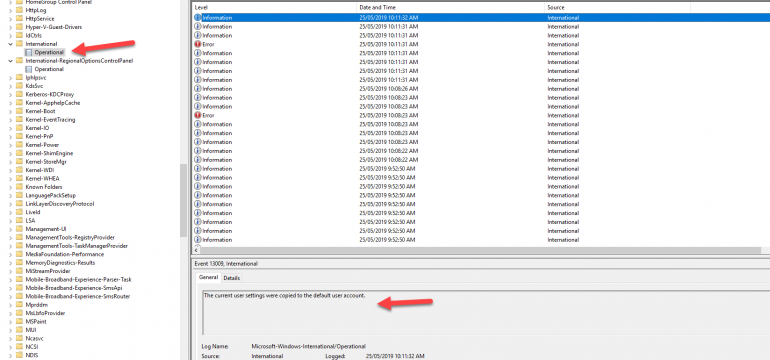 HomeGroup Control Panel
HttpLog
HttpService
Hyper-V-Guest-Drivers
IdCtrls
International
Operational
International-RegionalOptionsControlPanel
Operational
Iphlpsvc
KdsSvc
Kerberos-KDCProxy
Kernel-ApphelpCache
Kernel-Boot
Kernel-EventTracing
Kernel-IO
Kernel-PnP
Kernel-Power
Kernel-ShimEngine
Kernel-StoreMgr
Kernel-WDI
Kernel-WHEA
Known Folders
LanguagePackSetup
LinkLayerDiscoveryProtocol
LiveId
LSA
Management-UI
ManagementTools-RegistryProvider
ManagementTools-TaskManagerProvider
MediaFoundation-Performance
MemoryDiagnostics-Results
MiStreamProvider
Mobile-Broadband-Experience-Parser-Task
Mobile-Broadband-Experience-SmsApi
Mobile-Broadband-Experience-SmsRouter
Mprddm
MsLbfoProvider
MSPaint
MUI
Ncasvc
NCSI
NDIS
Level Date and Time Source
Information 25/05/2019 10:11:32 AM International
Information 25/05/2019 10:11:32 AM International
Information 25/05/2019 10:11:31 AM International
Error 25/05/2019 10:11:31 AM International
Information 25/05/2019 10:11:31 AM International
Information 25/05/2019 10:11:31 AM International
Information 25/05/2019 10:11:31 AM International
Information 25/05/2019 10:11:31 AM International
Information 25/05/2019 10:08:26 AM International
Information 25/05/2019 10:08:23 AM International
Information 25/05/2019 10:08:23 AM International
Error 25/05/2019 10:08:23 AM International
Information 25/05/2019 10:08:23 AM International
Information 25/05/2019 10:08:23 AM International
Information 25/05/2019 10:08:23 AM International
Information 25/05/2019 10:08:22 AM International
Information 25/05/2019 10:08:22 AM International
Information 25/05/2019 9:52:50 AM International
Information 25/05/2019 9:52:50 AM International
Information 25/05/2019 9:52:50 AM International
Information 25/05/2019 9:52:50 AM International
Information 25/05/2019 9:52:50 AM International
Information 25/05/2019 9:52:50 AM International
Information 25/05/2019 9:52:50 AM International
Information 25/05/2019 9:52:50 AM International
Information 25/05/2019 9:52:50 AM International
Event 13009, International
General Details
The current user settings were copied to the default user account.
Log Name: Microsoft-Windows-International/Operational
Source: International Logged: 25/05/2019 10:11:32 AM